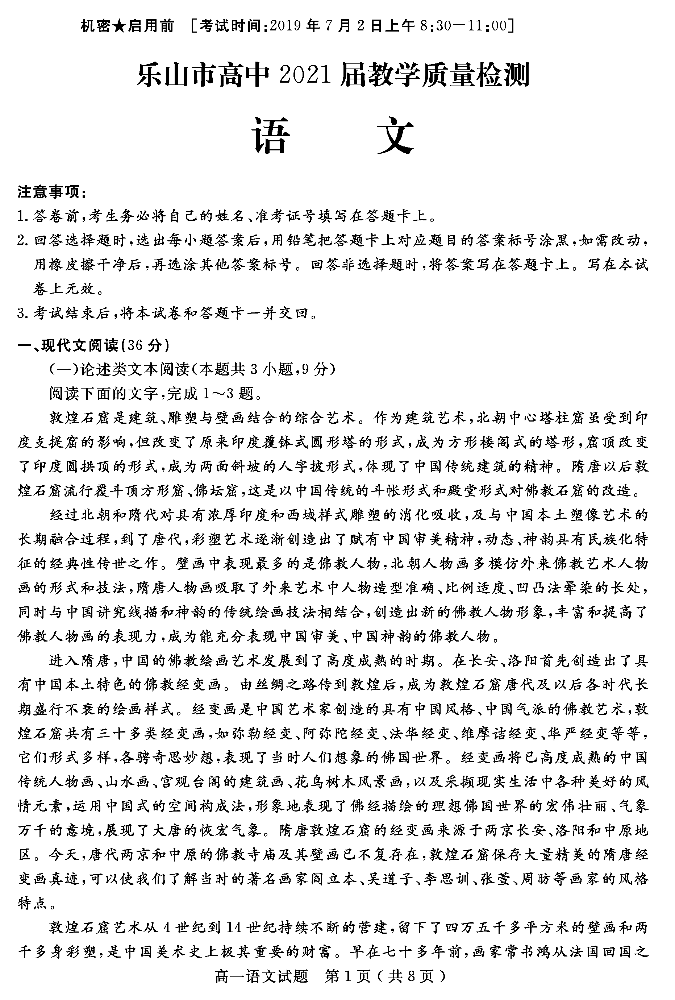 机密★启用前 [考试时间:2019年7月2日上午8:30—11:00]
乐山市高中2021届教学质量检测
语 文
注意事项:
1. 答卷前,考生务必将自己的姓名、准考证号填写在答题卡上。
2. 回答选择题时,选出每小题答案后,用铅笔把答题卡上对应题目的答案标号涂黑,如需改动,
用橡皮擦干净后,再选涂其他答案标号。回答非选择题时,将答案写在答题卡上。写在本试
卷上无效。
3. 考试结束后,将本试卷和答题卡一并交回。
一、现代文阅读(36分)
(一)论述类文本阅读(本题共3小题,9分)
阅读下面的文字,完成1~3题。
敦煌石窟是建筑、雕塑与壁画结合的综合艺术。作为建筑艺术,北朝中心塔柱窟虽受到印
度支提窟的影响,但改变了原来印度覆钵式圆形塔的形式,成为方形楼阁式的塔形,窟顶改变
了印度圆拱顶的形式,成为两面斜坡的人字披形式,体现了中国传统建筑的精神。隋唐以后敦
煌石窟流行覆斗顶方形窟、佛坛窟,这是以中国传统的斗帐形式和殿堂形式对佛教石窟的改造。
经过北朝和隋代对具有浓厚印度和西域样式雕塑的消化吸收,及与中国本土塑像艺术的
长期融合过程,到了唐代,彩塑艺术逐渐创造出了赋有中国审美精神,动态、神韵具有民族化特
征的经典性传世之作。壁画中表现最多的是佛教人物,北朝人物画多模仿外来佛教艺术人物
画的形式和技法,隋唐人物画吸取了外来艺术中人物造型准确、比例适度、凹凸法晕染的长处,
同时与中国讲究线描和神韵的传统绘画技法相结合,创造出新的佛教人物形象,丰富和提高了
佛教人物画的表现力,成为能充分表现中国审美、中国神韵的佛教人物。
进入隋唐,中国的佛教绘画艺术发展到了高度成熟的时期。在长安、洛阳首先创造出了具
有中国本土特色的佛教经变画。由丝绸之路传到敦煌后,成为敦煌石窟唐代及以后各时代长
期盛行不衰的绘画样式。经变画是中国艺术家创造的具有中国风格、中国气派的佛教艺术,敦
煌石窟共有三十多类经变画,如弥勒经变、阿弥陀经变、法华经变、维摩诘经变、华严经变等等,
它们形式多样,各骋奇思妙想,表现了当时人们想象的佛国世界。经变画将已高度成熟的中国
传统人物画、山水画、宫观台阁的建筑画、花鸟树木风景画,以及采撷现实生活中各种美好的风
情元素,运用中国式的空间构成法,形象地表现了佛经描绘的理想佛国世界的宏伟壮丽、气象
万千的意境,展现了大唐的恢宏气象。隋唐敦煌石窟的经变画来源于两京长安、洛阳和中原地
区。今天,唐代两京和中原的佛教寺庙及其壁画已不复存在,敦煌石窟保存大量精美的隋唐经
变画真迹,可以使我们了解当时的著名画家阎立本、吴道子、李思训、张萱、周昉等画家的风格
特点。
敦煌石窟艺术从4世纪到14世纪持续不断的营建,留下了四万五千多平方米的壁画和两
千多身彩塑,是中国美术史上极其重要的财富。早在七十多年前,画家常书鸿从法国回国之
高一语文试题 第1页(共8页)